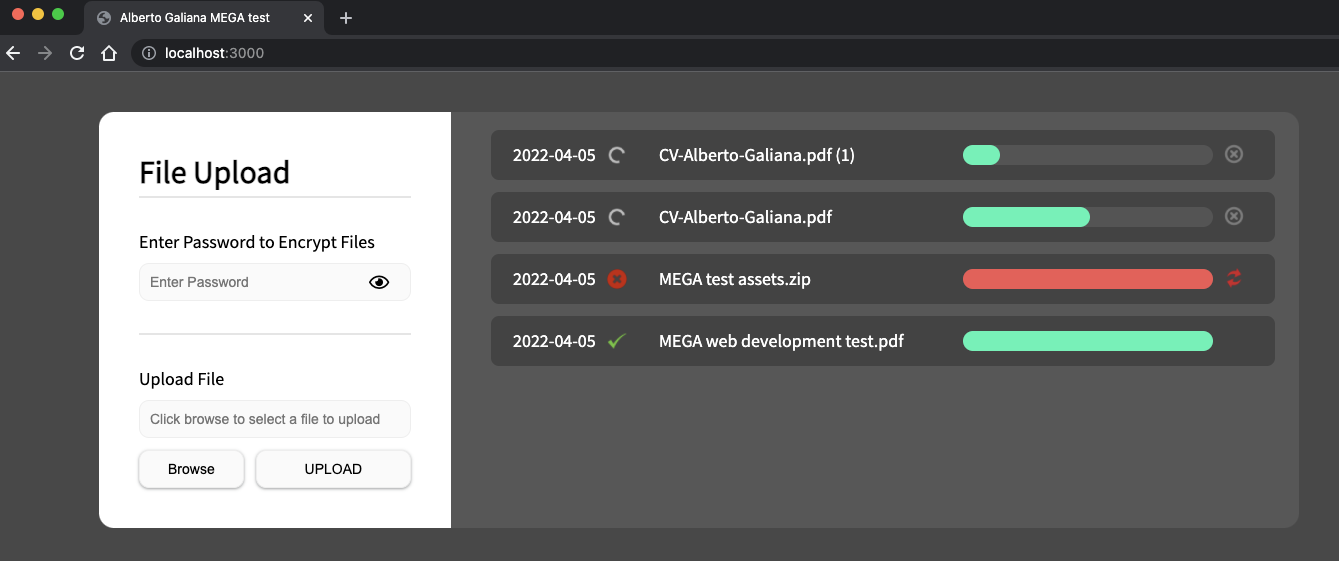 Alberto Galiana MEGA test
localhost:3000
File Upload
Enter Password to Encrypt Files
Enter Password
Upload File
Click browse to select a file to upload
Browse UPLOAD
2022-04-05 CV-Alberto-Galiana.pdf (1)
2022-04-05 CV-Alberto-Galiana.pdf
2022-04-05 MEGA test assets.zip
2022-04-05 MEGA web development test.pdf